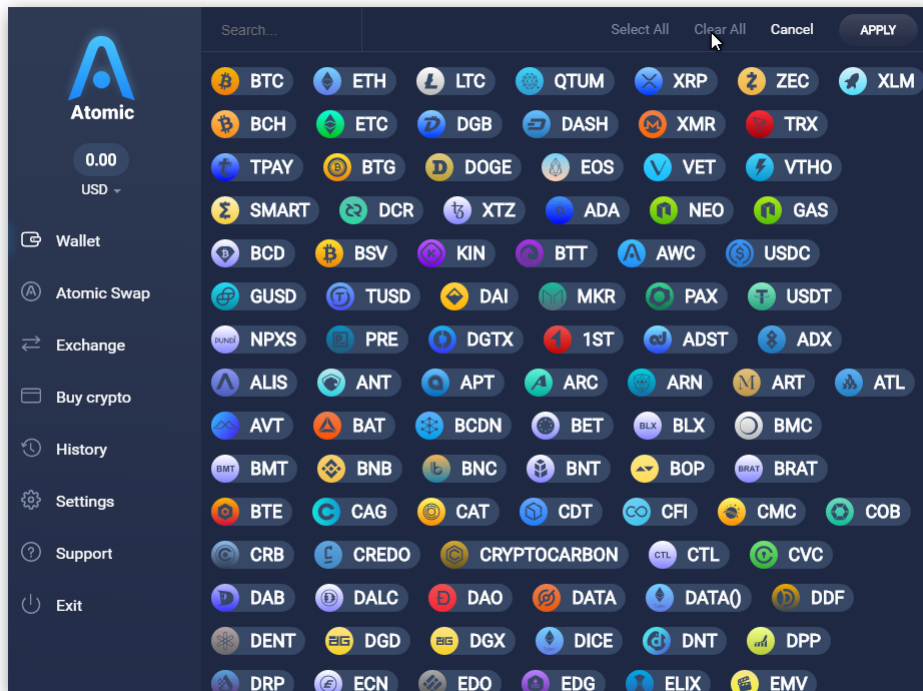 Search... Select All Clear All Cancel APPLY
Atomic
0.00
USD
Wallet
Atomic Swap
Exchange
Buy crypto
History
Settings
Support
Exit
BTC ETH LTC QTUM XRP ZEC XLM
BCH ETC DGB DASH XMR TRX
TPAY BTG DOGE EOS VET VTHO
SMART DCR XTZ ADA NEO GAS
BCD BSV KIN BTT AWC USDC
GUSD TUSD DAI MKR PAX USDT
PUNDI NPXS PRE DGTX 1ST ADST ADX
ALIS ANT APT ARC ARN ART ATL
AVT BAT BCDN BET BLX BLX BMC
BMT BMT BNB BNC BNT BOP BRAT BRAT
BTE CAG CAT CDT CFI CMC COB
CRB CREDO CRYPTOCARBON CTL CTL CVC
DAB DALC DAO DATA DATA() DDF
DENT DGD DGX DICE DNT DPP
DRP ECN EDO EDG ELIX EMV